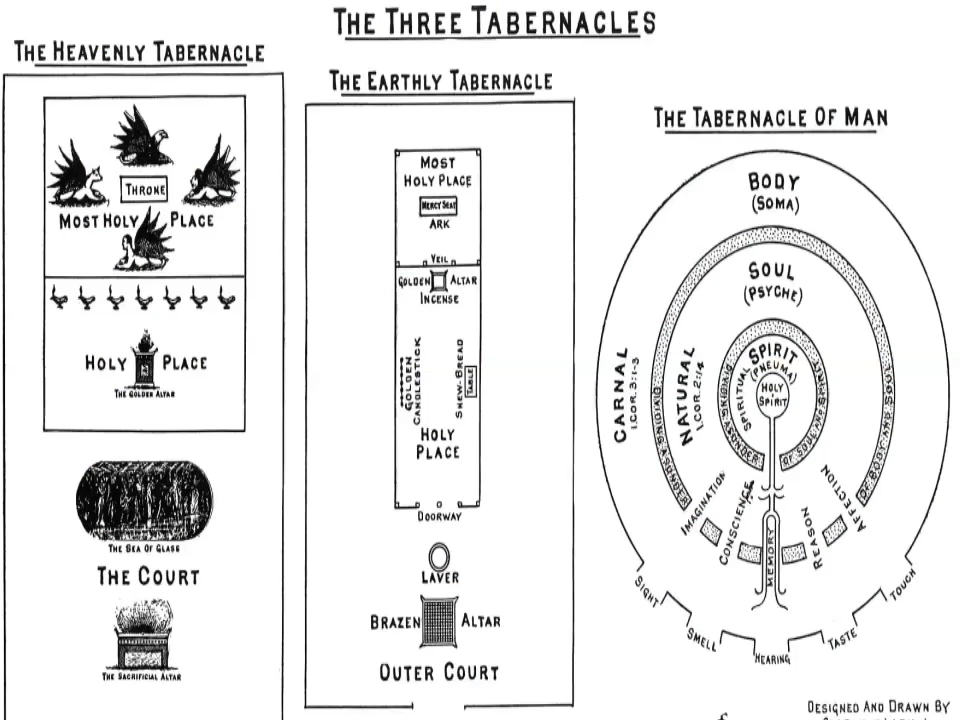 THE THREE TABERNACLES
THE HEAVENLY TABERNACLE
THRONE
MOST HOLY PLACE
HOLY PLACE
THE GOLDEN ALTAR
THE SEA OF GLASS
THE COURT
THE SACRIFICIAL ALTAR
THE EARTHLY TABERNACLE
MOST
HOLY PLACE
MERCY SEAT
ARK
VEIL
GOLDEN ALTAR
INCENSE
GOLDEN
CANDLESTICK
SHEW-BREAD
TABLE
HOLY
PLACE
DOORWAY
LAVER
BRAZEN ALTAR
OUTER COURT
THE TABERNACLE OF MAN
BODY
(SOMA)
SOUL
(PSYCHE)
SPIRIT
(PNEUMA)
HOLY
SPIRIT
SPIRITUAL
CARNAL
1.COR.3:1-3
NATURAL
1.COR.2:14
DIVIDING ASUNDER
OF SOUL AND SPIRIT
DIVIDING ASUNDER
OF BODY AND SOUL
IMAGINATION
CONSCIENCE
MEMORY
REASON
AFFECTION
SIGHT
SMELL
HEARING
TASTE
TOUCH
DESIGNED AND DRAWN BY